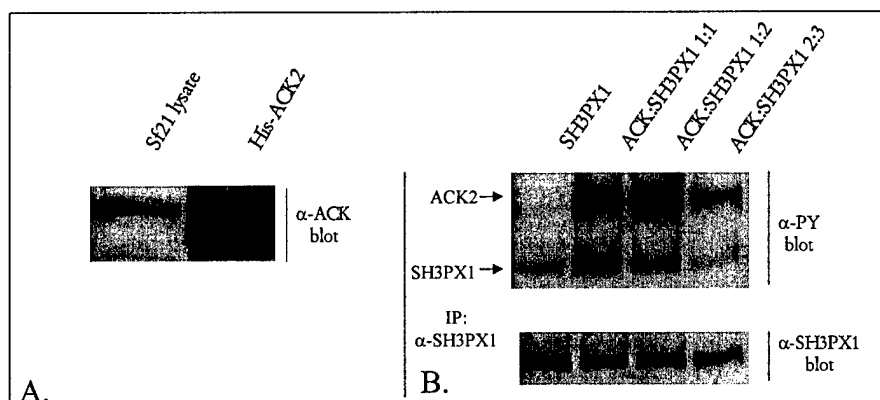 Sf21 lysate
His-ACK2
α-ACK
blot
A.
SH3PX1
ACK:SH3PX1 1:1
ACK:SH3PX1 1:2
ACK:SH3PX1 2:3
ACK2
SH3PX1
α-PY
blot
IP:
α-SH3PX1
α-SH3PX1
blot
B.